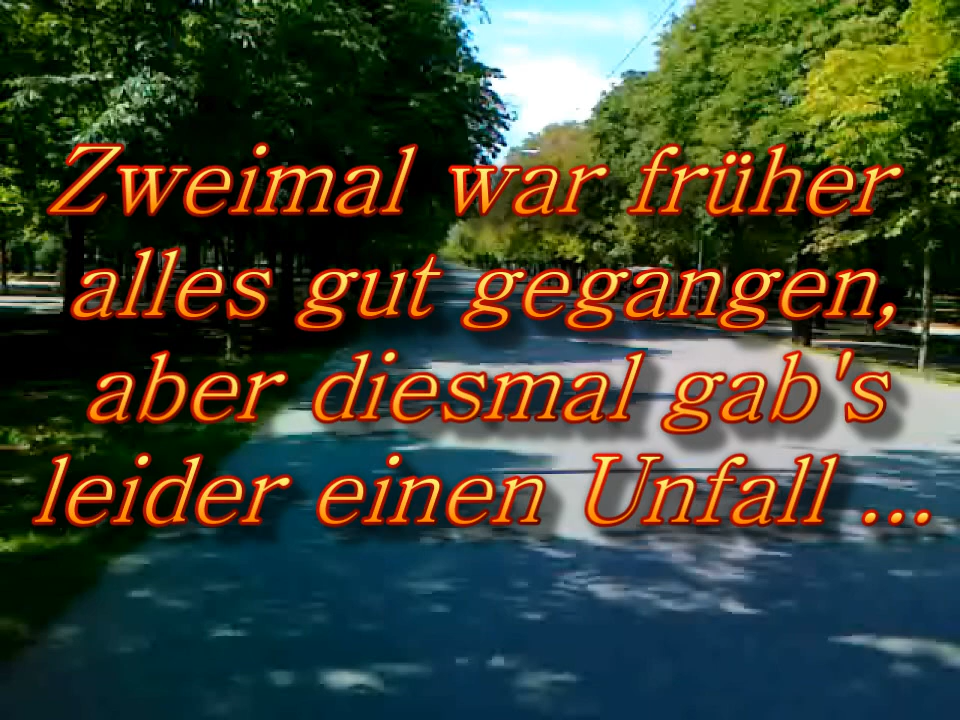 Zweimal war früher
alles gut gegangen,
aber diesmal gab's
leider einen Unfall ...